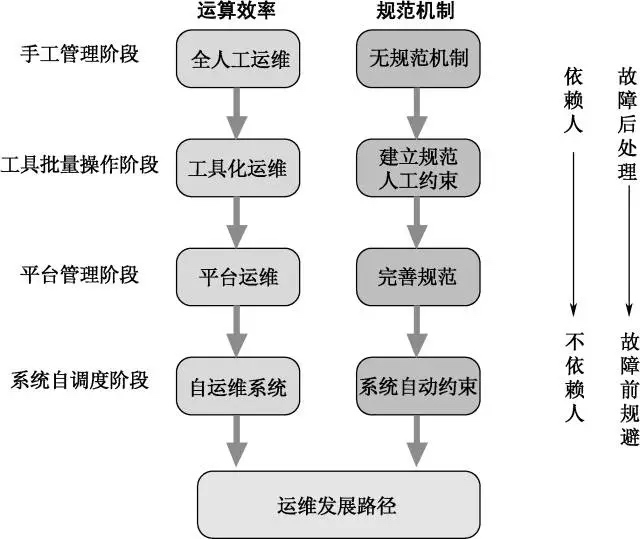 运算效率
规范机制
手工管理阶段
全人工运维
无规范机制
工具批量操作阶段
工具化运维
建立规范
人工约束
平台管理阶段
平台运维
完善规范
系统自调度阶段
自运维系统
系统自动约束
运维发展路径
依赖人
不依赖人
故障后处理
故障前规避